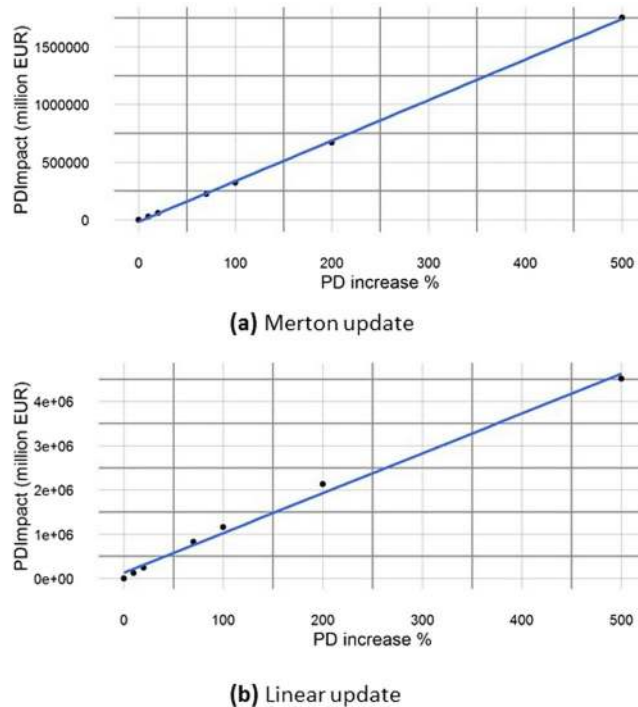 PDImpact (million EUR)
1500000
1000000
500000
0
0 100 200 300 400 500
PD increase %
(a) Merton update
PDImpact (million EUR)
4e+06
3e+06
2e+06
1e+06
0e+00
0 100 200 300 400 500
PD increase %
(b) Linear update